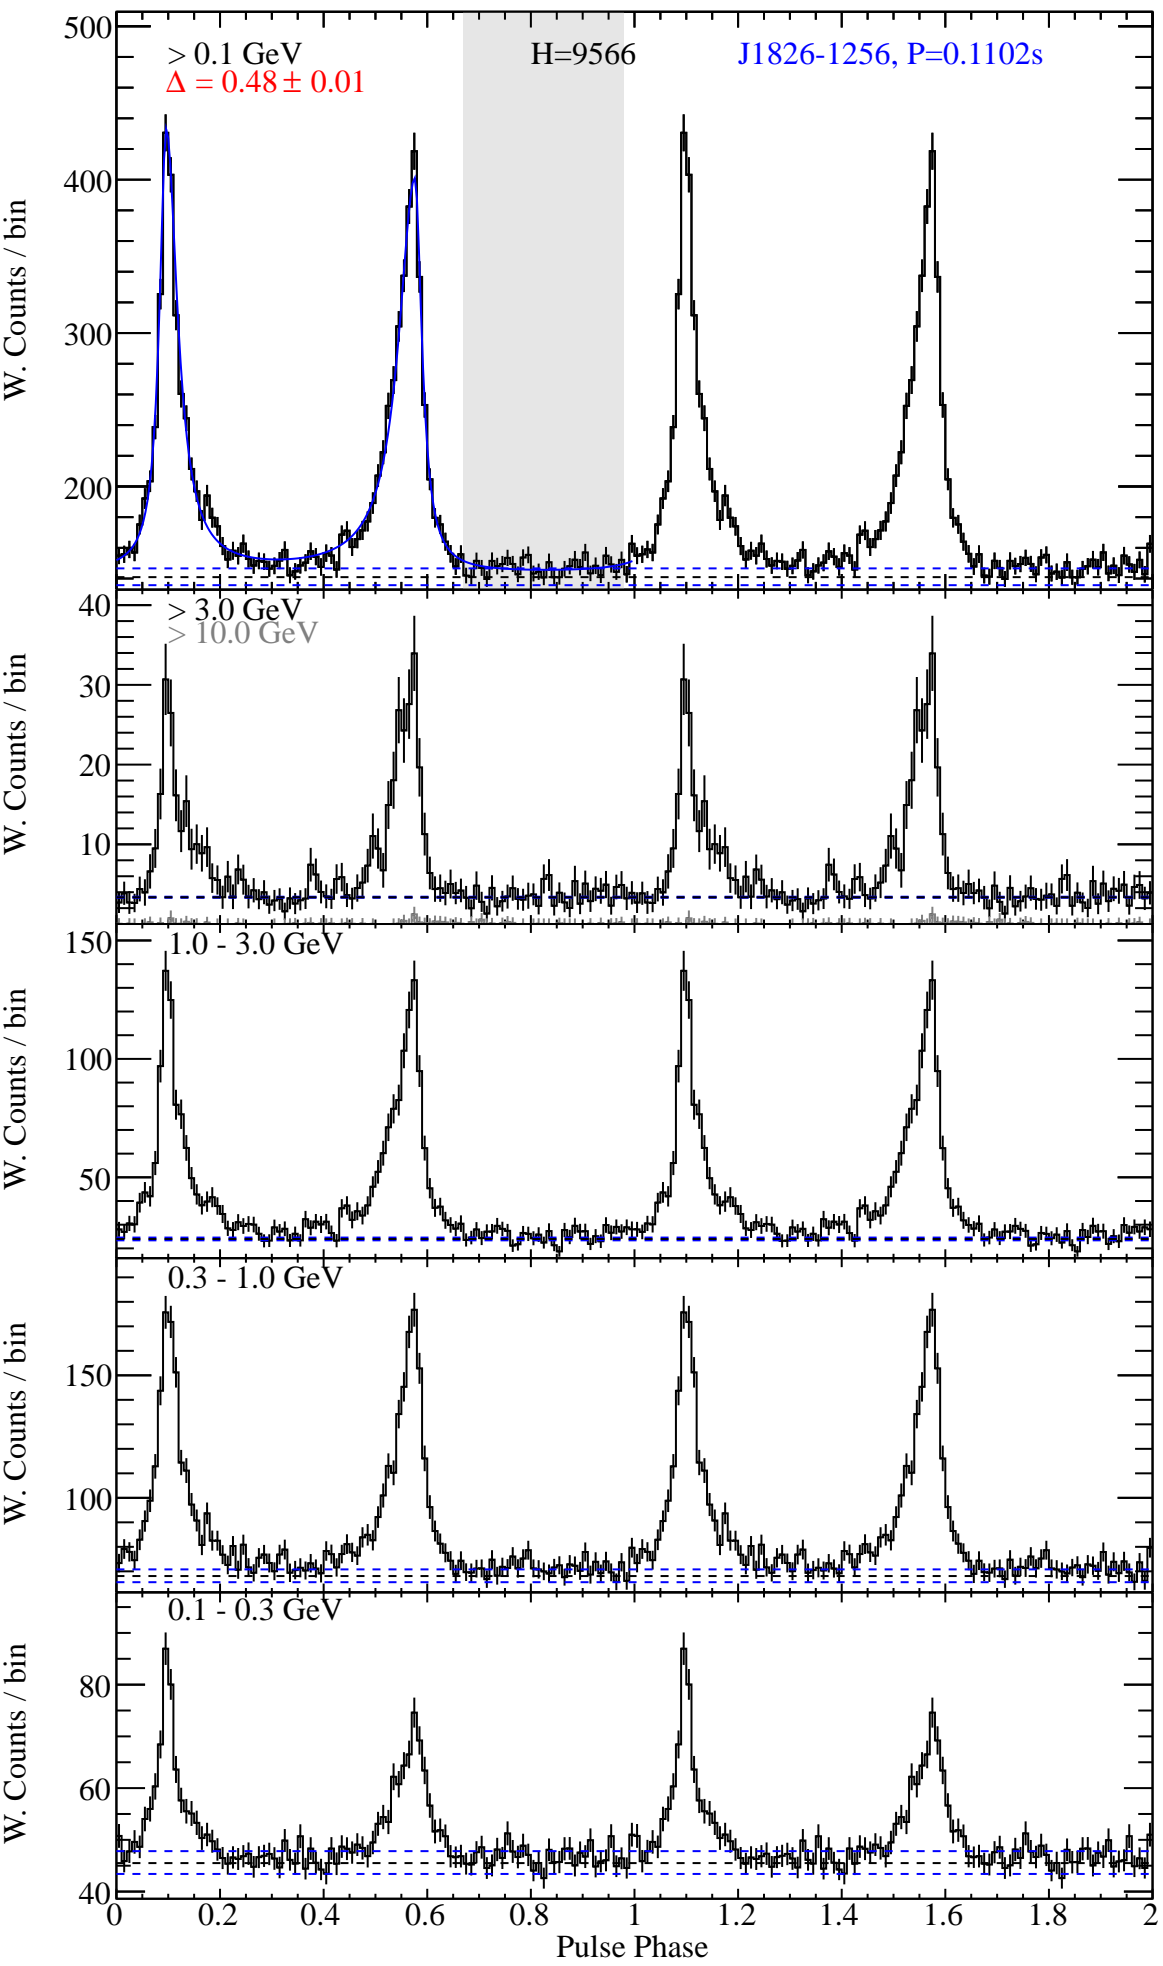 500
> 0.1 GeV H=9566 J1826-1256, P=0.1102s
Δ = 0.48 ± 0.01
400
300
200
W. Counts / bin
40
> 3.0 GeV
> 10.0 GeV
30
20
10
W. Counts / bin
150
1.0 - 3.0 GeV
100
50
W. Counts / bin
0.3 - 1.0 GeV
150
100
W. Counts / bin
0.1 - 0.3 GeV
80
60
40
W. Counts / bin
0 0.2 0.4 0.6 0.8 1 1.2 1.4 1.6 1.8 2
Pulse Phase